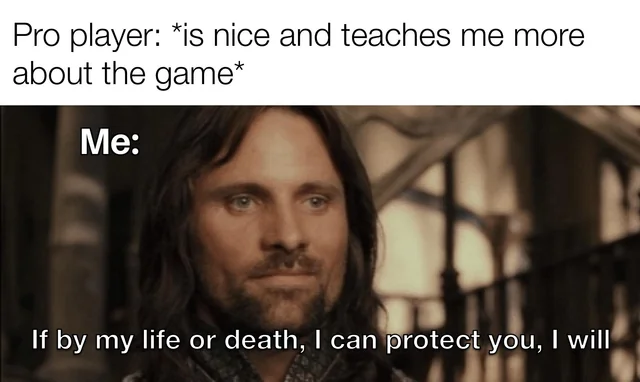 Pro player: *is nice and teaches me more
about the game*
Me:
If by my life or death, I can protect you, I will